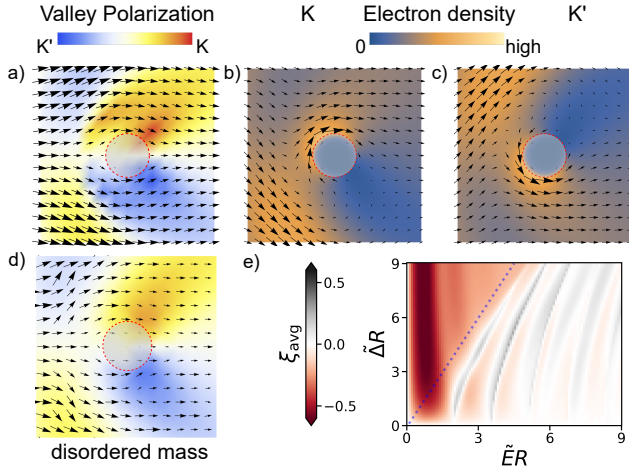 Valley Polarization K Electron density K'
K' K 0 high
a) b) c)
d) e)
disordered mass
ξavg
0.5
0.0
−0.5
Δ̃R
9
6
3
0
0 3 6 9
ẼR